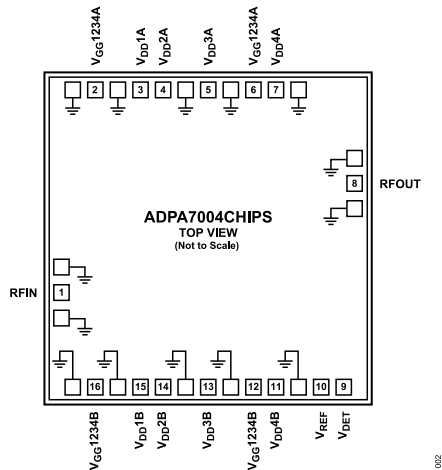 VGG1234A
VDD1A
VDD2A
VDD3A
VGG1234A
VDD4A
2
3
4
5
6
7
8
RFOUT
ADPA7004CHIPS
TOP VIEW
(Not to Scale)
RFIN
1
16
15
14
13
12
11
10
9
VGG1234B
VDD1B
VDD2B
VDD3B
VGG1234B
VDD4B
VREF
VDET
002